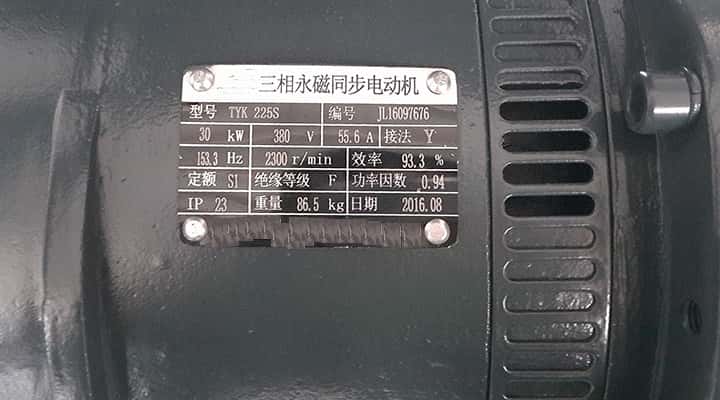 三相永磁同步电动机
型号 TYK 225S 编号 JL16097676
30 kW 380 V 55.6 A 接法 Y
153.3 Hz 2300 r/min 效率 93.3 %
定额 S1 绝缘等级 F 功率因数 0.94
IP 23 重量 86.5 kg 日期 2016.08